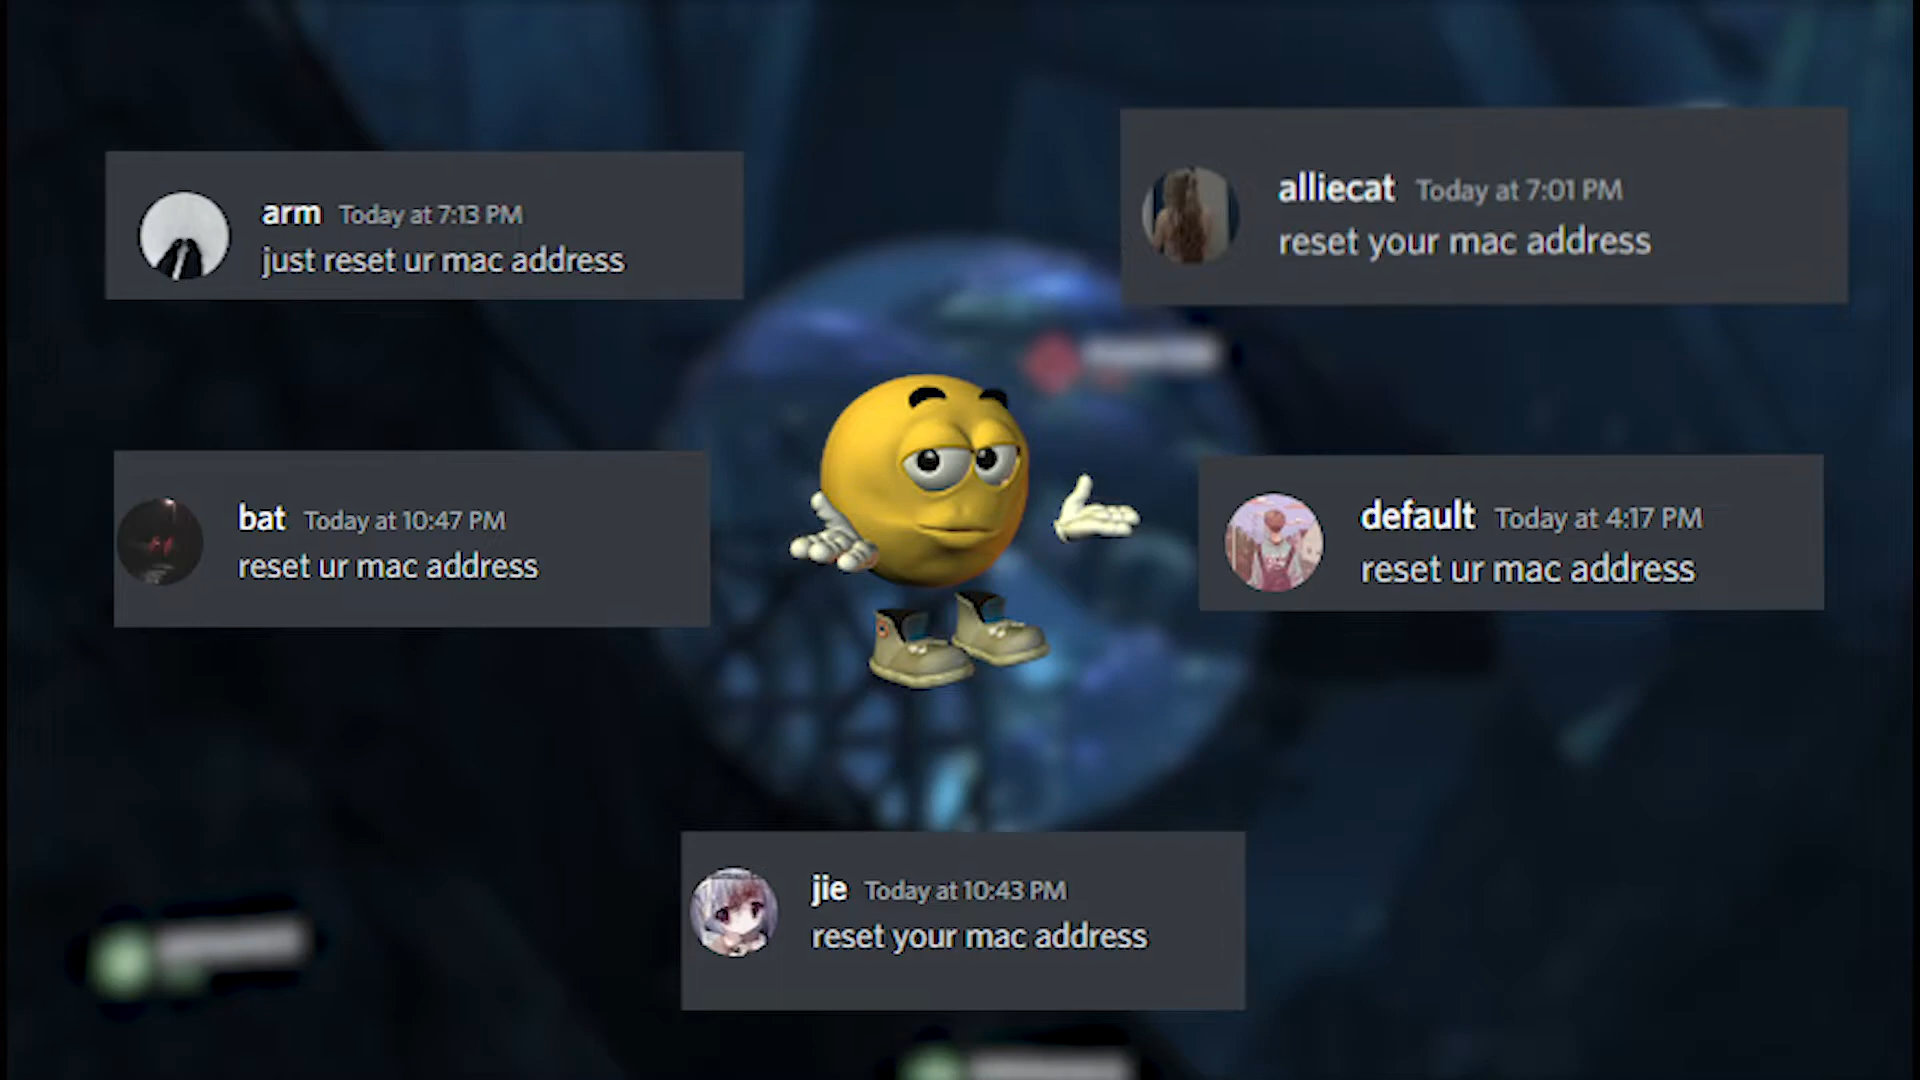 arm Today at 7:13 PM
just reset ur mac address
alliecat Today at 7:01 PM
reset your mac address
bat Today at 10:47 PM
reset ur mac address
default Today at 4:17 PM
reset ur mac address
jie Today at 10:43 PM
reset your mac address